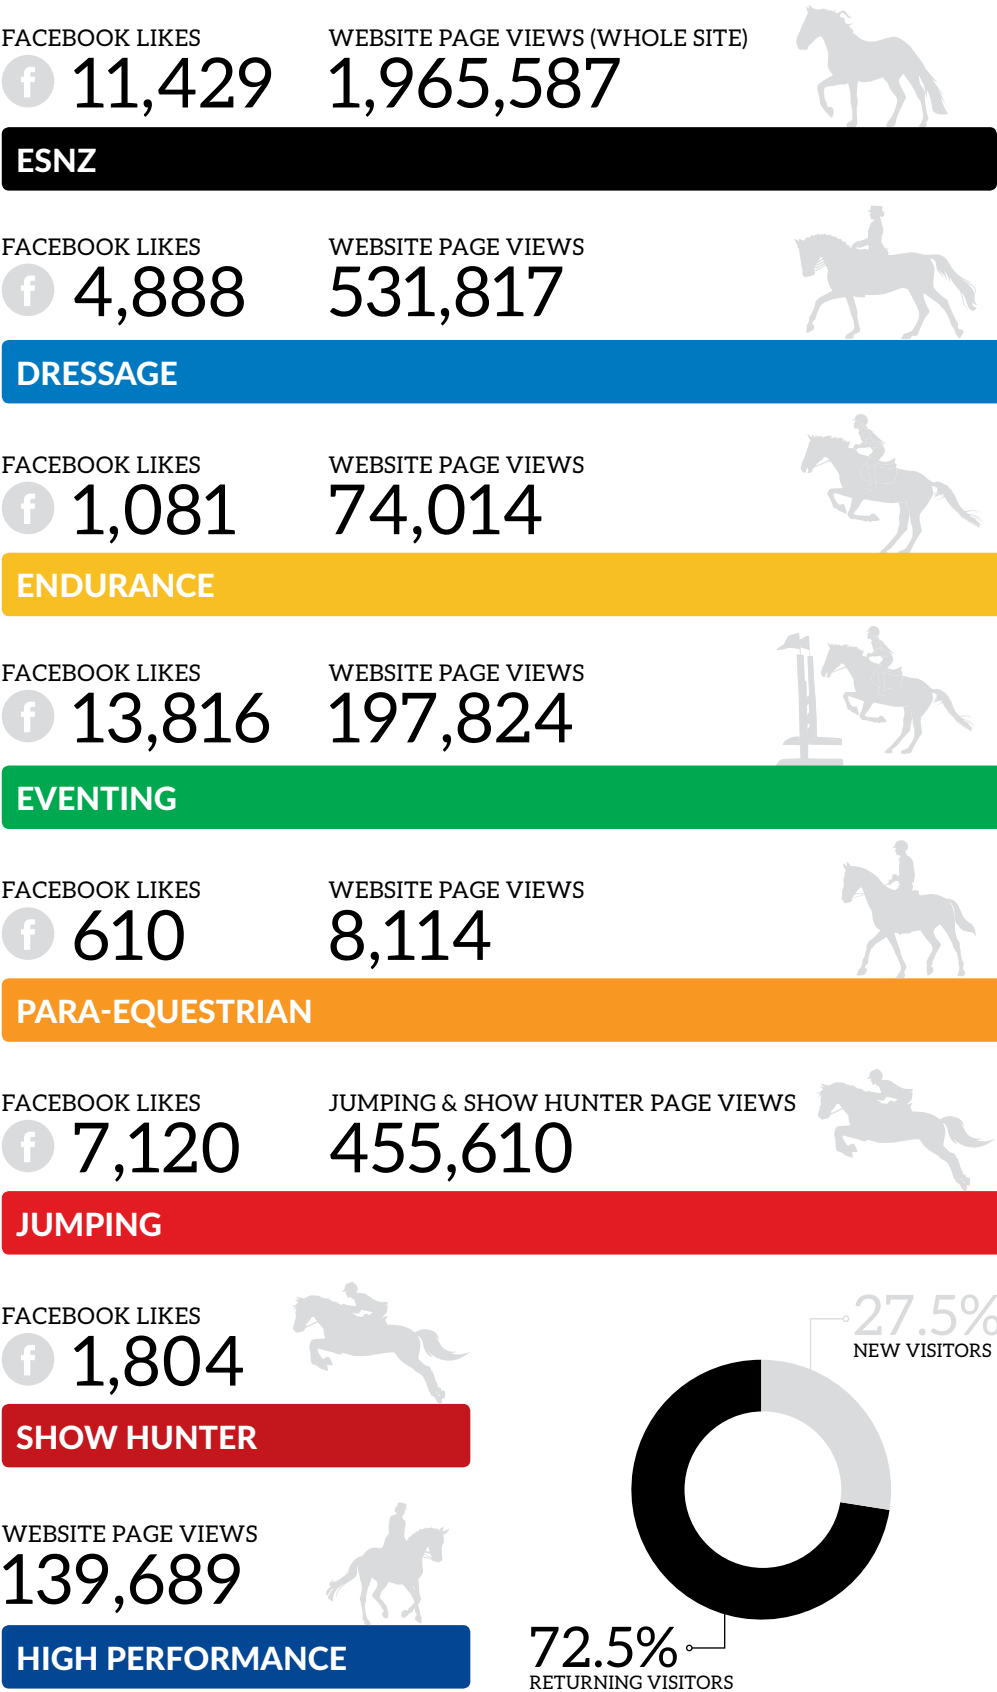 FACEBOOK LIKES
f 11,429
WEBSITE PAGE VIEWS (WHOLE SITE)
1,965,587
ESNZ
FACEBOOK LIKES
f 4,888
WEBSITE PAGE VIEWS
531,817
DRESSAGE
FACEBOOK LIKES
f 1,081
WEBSITE PAGE VIEWS
74,014
ENDURANCE
FACEBOOK LIKES
f 13,816
WEBSITE PAGE VIEWS
197,824
EVENTING
FACEBOOK LIKES
f 610
WEBSITE PAGE VIEWS
8,114
PARA-EQUESTRIAN
FACEBOOK LIKES
f 7,120
JUMPING & SHOW HUNTER PAGE VIEWS
455,610
JUMPING
FACEBOOK LIKES
f 1,804
SHOW HUNTER
WEBSITE PAGE VIEWS
139,689
HIGH PERFORMANCE
27.5%
NEW VISITORS
72.5%
RETURNING VISITORS